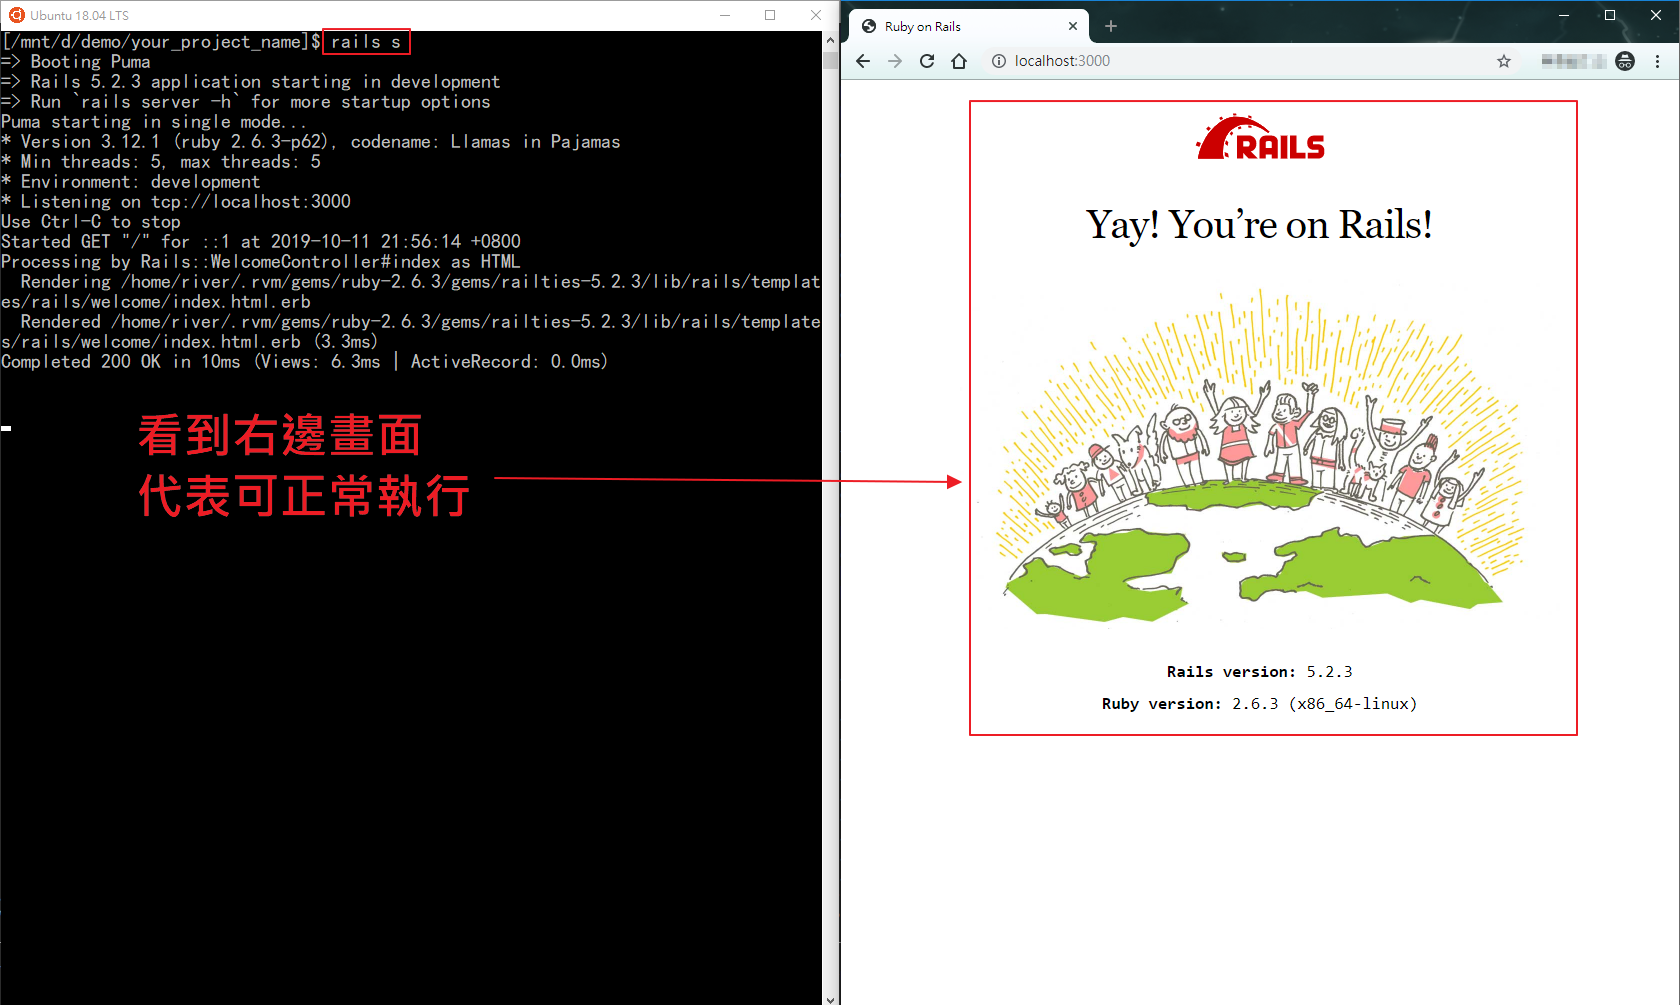 Ubuntu 18.04 LTS
[/mnt/d/demo/your_project_name]$ rails s
=> Booting Puma
=> Rails 5.2.3 application starting in development
=> Run `rails server -h` for more startup options
Puma starting in single mode...
* Version 3.12.1 (ruby 2.6.3-p62), codename: Llamas in Pajamas
* Min threads: 5, max threads: 5
* Environment: development
* Listening on tcp://localhost:3000
Use Ctrl-C to stop
Started GET "/" for ::1 at 2019-10-11 21:56:14 +0800
Processing by Rails::WelcomeController#index as HTML
  Rendering /home/river/.rvm/gems/ruby-2.6.3/gems/railties-5.2.3/lib/rails/templat
es/rails/welcome/index.html.erb
  Rendered /home/river/.rvm/gems/ruby-2.6.3/gems/railties-5.2.3/lib/rails/template
s/rails/welcome/index.html.erb (3.3ms)
Completed 200 OK in 10ms (Views: 6.3ms | ActiveRecord: 0.0ms)
看到右邊畫面
代表可正常執行
Ruby on Rails
localhost:3000
RAILS
Yay! You’re on Rails!
Rails version: 5.2.3
Ruby version: 2.6.3 (x86_64-linux)